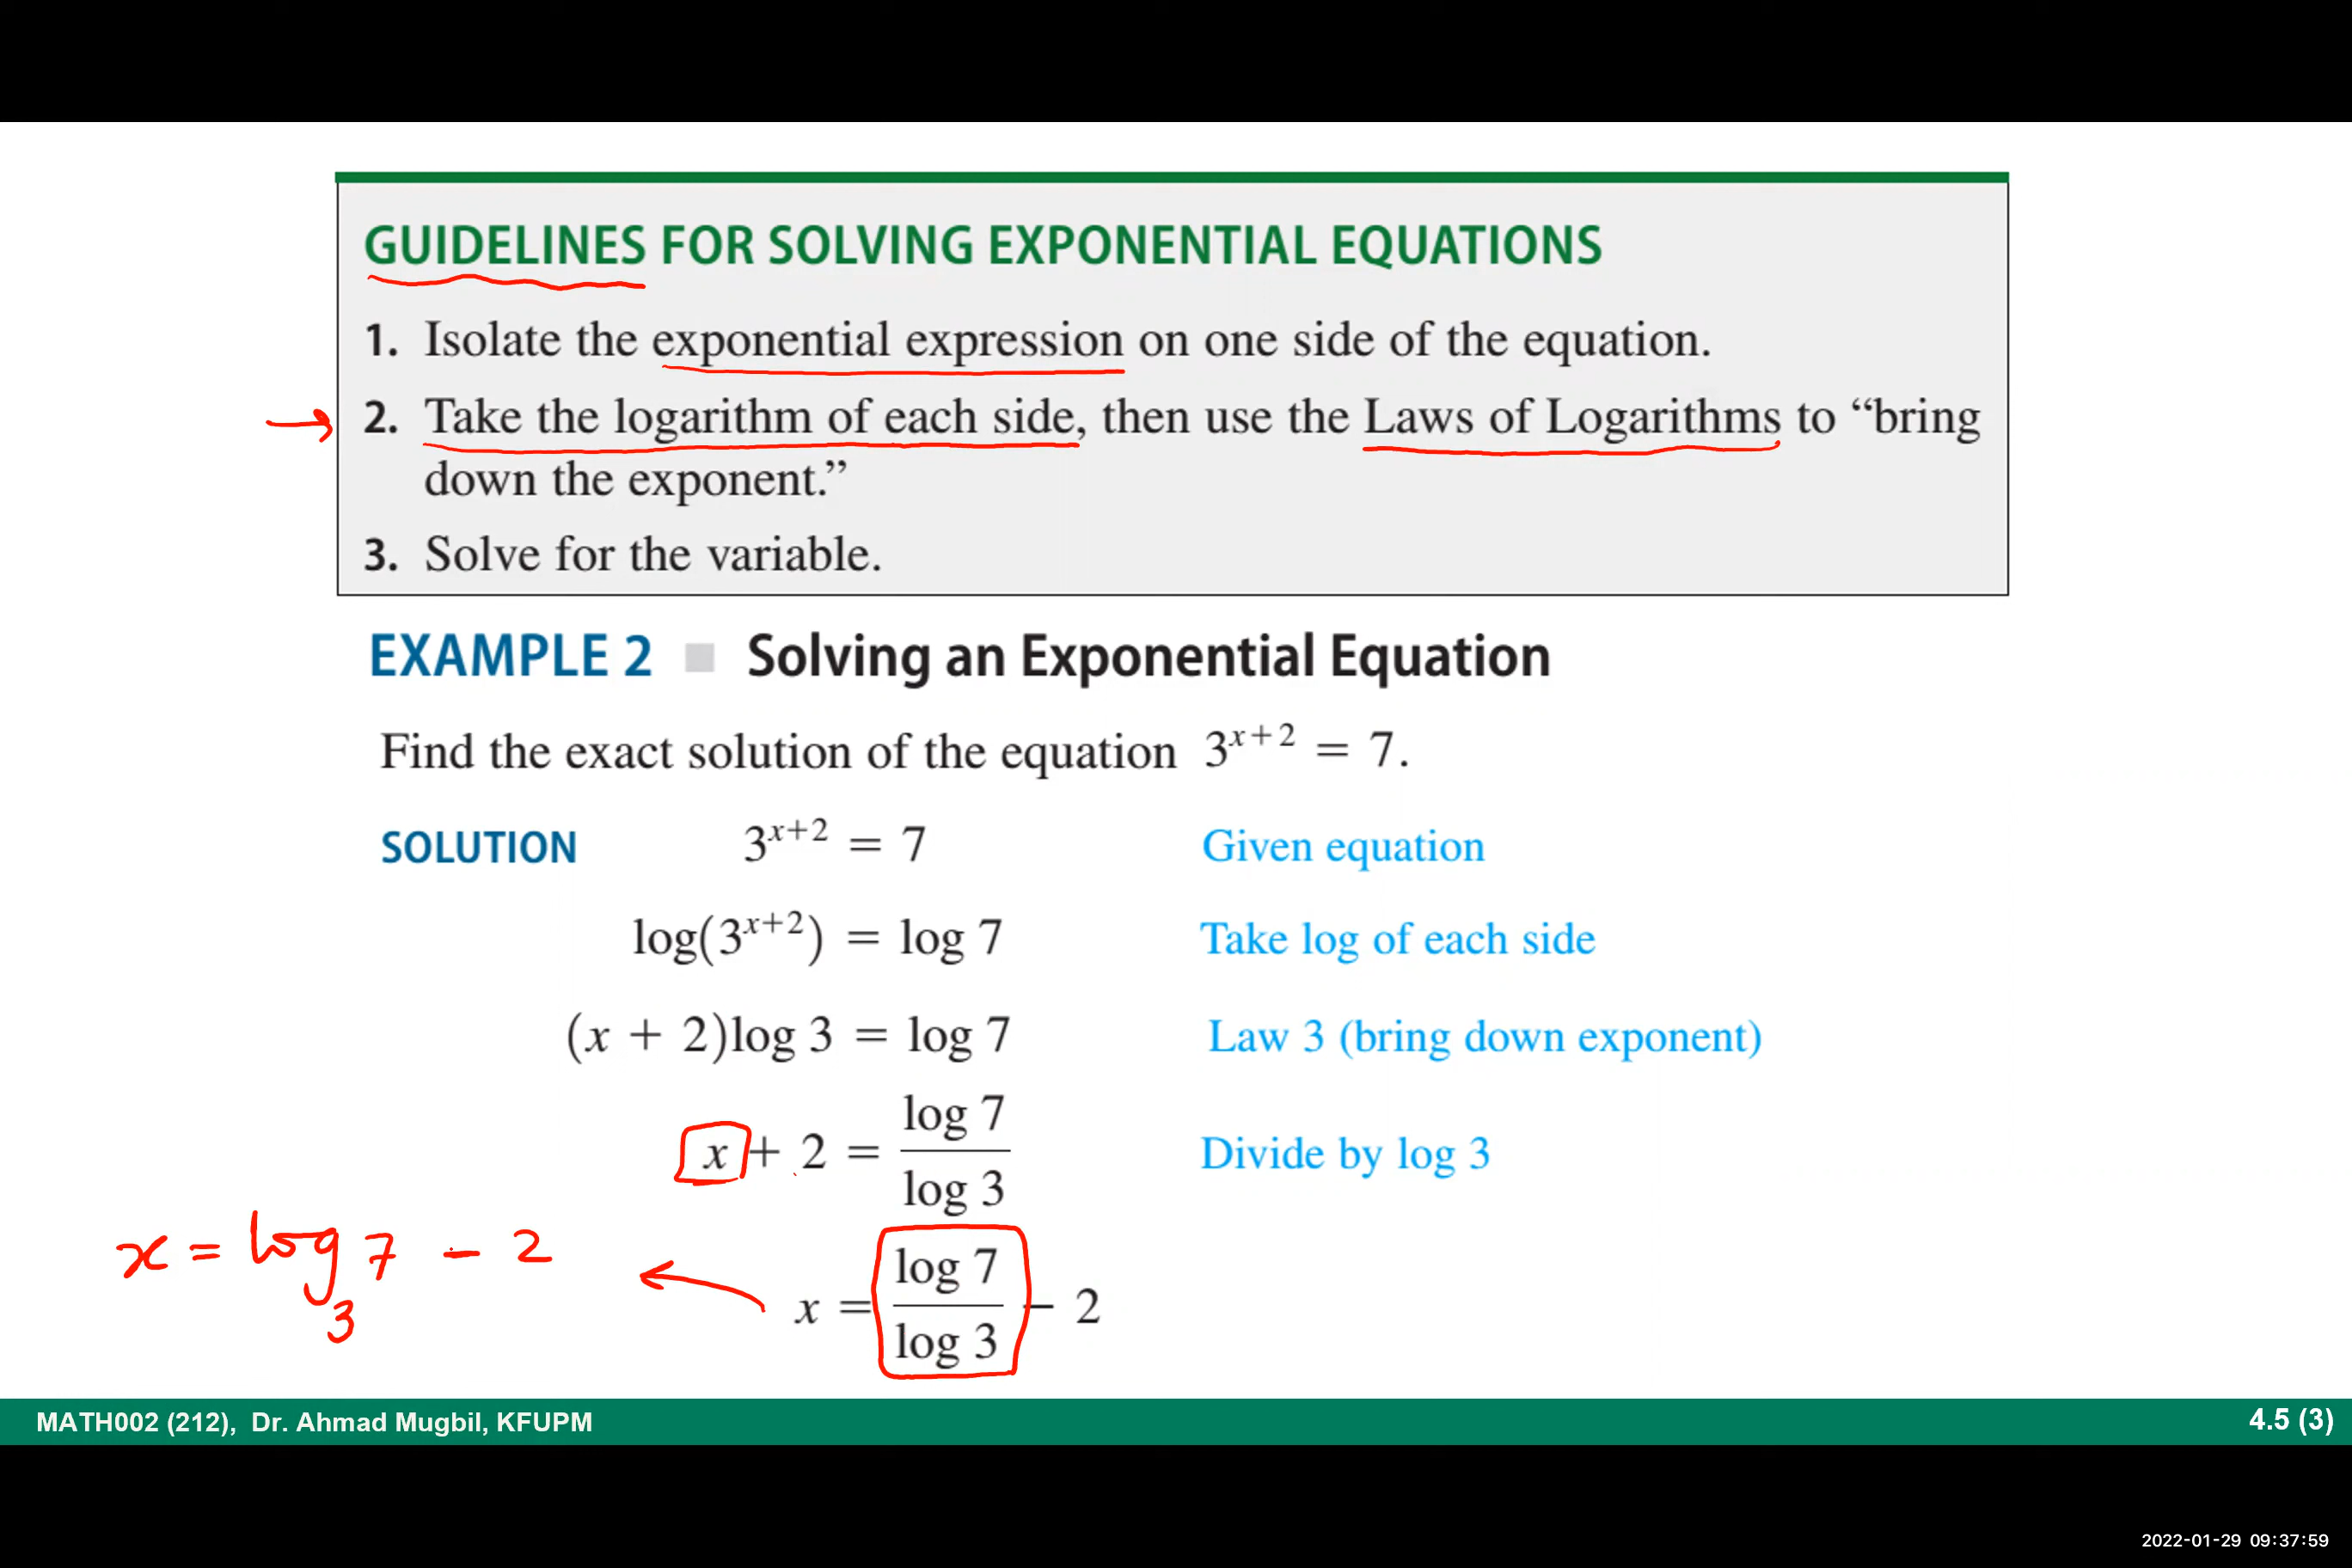 GUIDELINES FOR SOLVING EXPONENTIAL EQUATIONS
1. Isolate the exponential expression on one side of the equation.
2. Take the logarithm of each side, then use the Laws of Logarithms to “bring
down the exponent.”
3. Solve for the variable.
EXAMPLE 2 ■ Solving an Exponential Equation
Find the exact solution of the equation 3^{x+2} = 7.
SOLUTION 3^{x+2} = 7 Given equation
log(3^{x+2}) = log 7 Take log of each side
(x + 2)log 3 = log 7 Law 3 (bring down exponent)
x + 2 = \frac{log 7}{log 3} Divide by log 3
x = log_3 7 - 2
x = \frac{log 7}{log 3} − 2
MATH002 (212), Dr. Ahmad Mugbil, KFUPM 4.5 (3)
2022-01-29 09:37:59